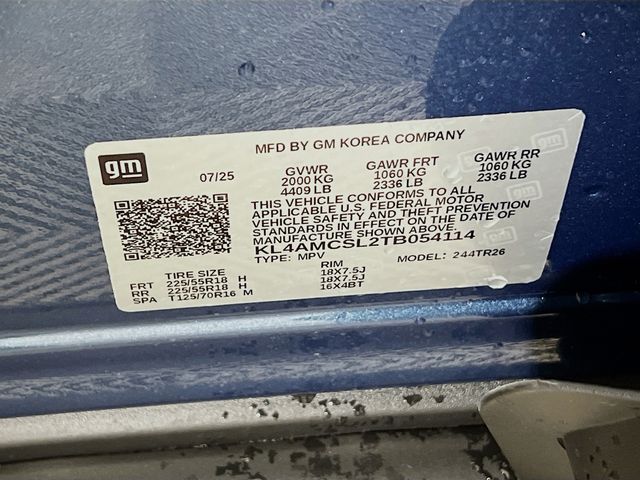 MFD BY GM KOREA COMPANY
gm
07/25 GVWR GAWR FRT GAWR RR
2000 KG 1060 KG 1060 KG
4409 LB 2336 LB 2336 LB
THIS VEHICLE CONFORMS TO ALL
APPLICABLE U.S. FEDERAL MOTOR
VEHICLE SAFETY AND THEFT PREVENTION
STANDARDS IN EFFECT ON THE DATE OF
MANUFACTURE SHOWN ABOVE.
KL4AMCSL2TB054114
TYPE: MPV MODEL: 244TR26
TIRE SIZE RIM
FRT 225/55R18 H 18X7.5J
RR 225/55R18 H 18X7.5J
SPA T125/70R16 M 16X4BT